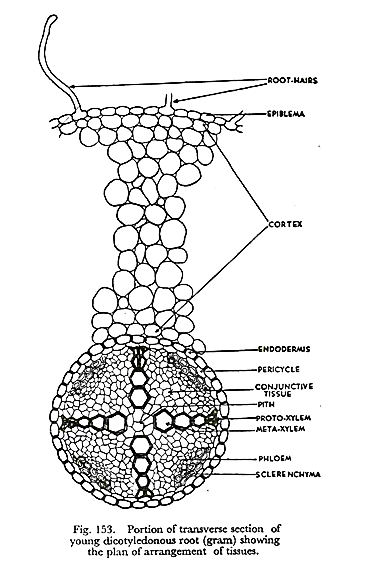 ROOT-HAIRS
EPIBLEMA
CORTEX
ENDODERMIS
PERICYCLE
CONJUNCTIVE
TISSUE
PITH
PROTO-XYLEM
META-XYLEM
PHLOEM
SCLERENCHYMA
Fig. 153. Portion of transverse section of
young dicotyledonous root (gram) showing
the plan of arrangement of tissues.